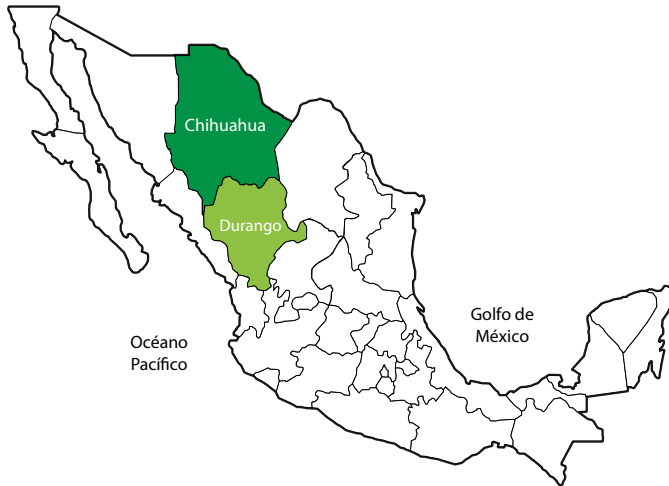 Chihuahua
Durango
Golfo de
México
Océano
Pacífico